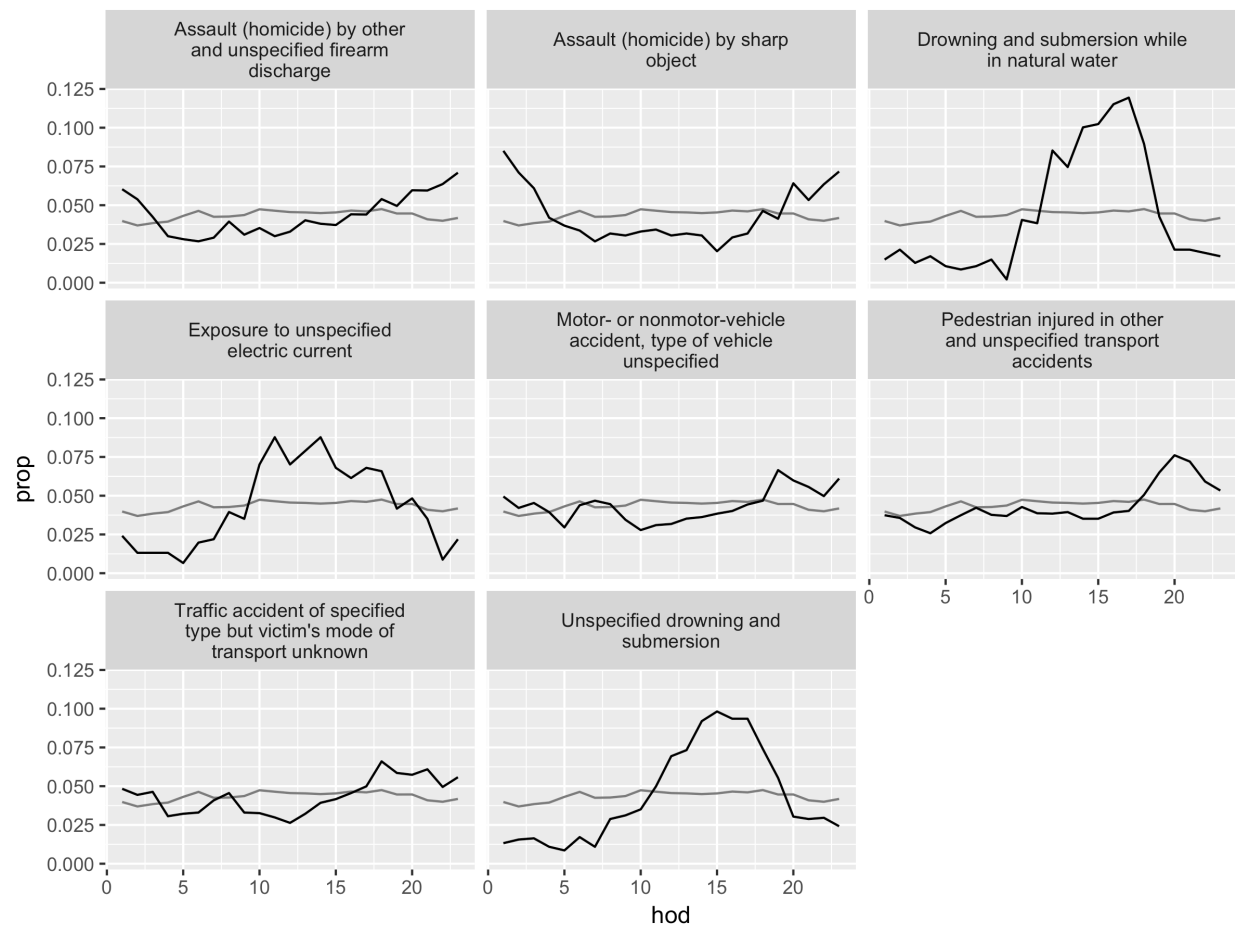 Assault (homicide) by other
and unspecified firearm
discharge
Assault (homicide) by sharp
object
Drowning and submersion while
in natural water
0.125
0.100
0.075
0.050
0.025
0.000
Exposure to unspecified
electric current
Motor- or nonmotor-vehicle
accident, type of vehicle
unspecified
Pedestrian injured in other
and unspecified transport
accidents
0.125
0.100
0.075
0.050
0.025
0.000
prop
0 5 10 15 20
Traffic accident of specified
type but victim's mode of
transport unknown
Unspecified drowning and
submersion
0.125
0.100
0.075
0.050
0.025
0.000
0 5 10 15 20
0 5 10 15 20
hod